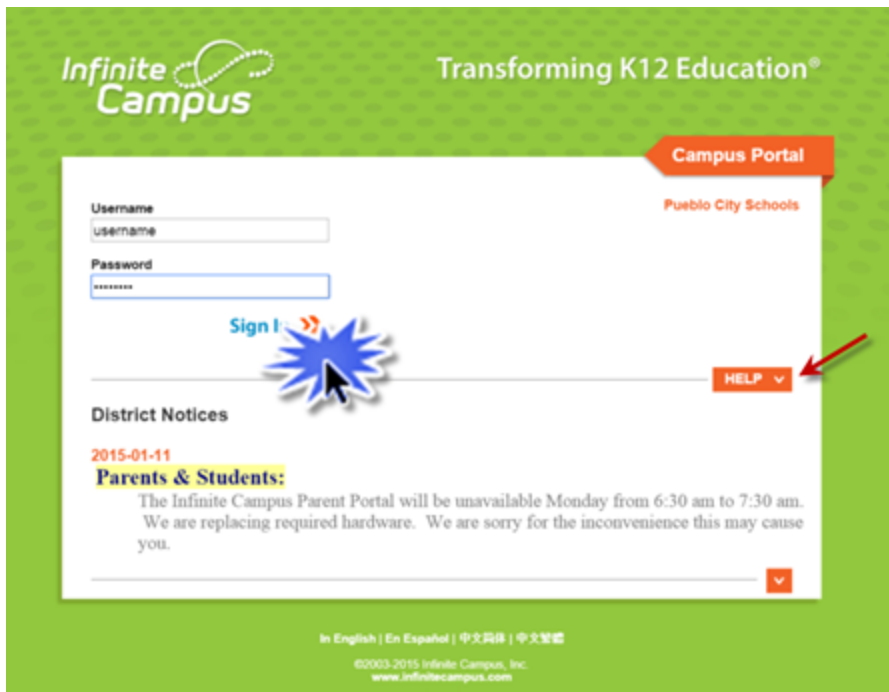 Infinite
Campus
Transforming K12 Education®
Campus Portal
Username
Pueblo City Schools
username
Password
••••••••
Sign I
HELP
District Notices
2015-01-11
Parents & Students:
The Infinite Campus Parent Portal will be unavailable Monday from 6:30 am to 7:30 am.
We are replacing required hardware. We are sorry for the inconvenience this may cause
you.
In English | En Español | 中文简体 | 中文繁體
©2003-2015 Infinite Campus, Inc.
www.infinitecampus.com